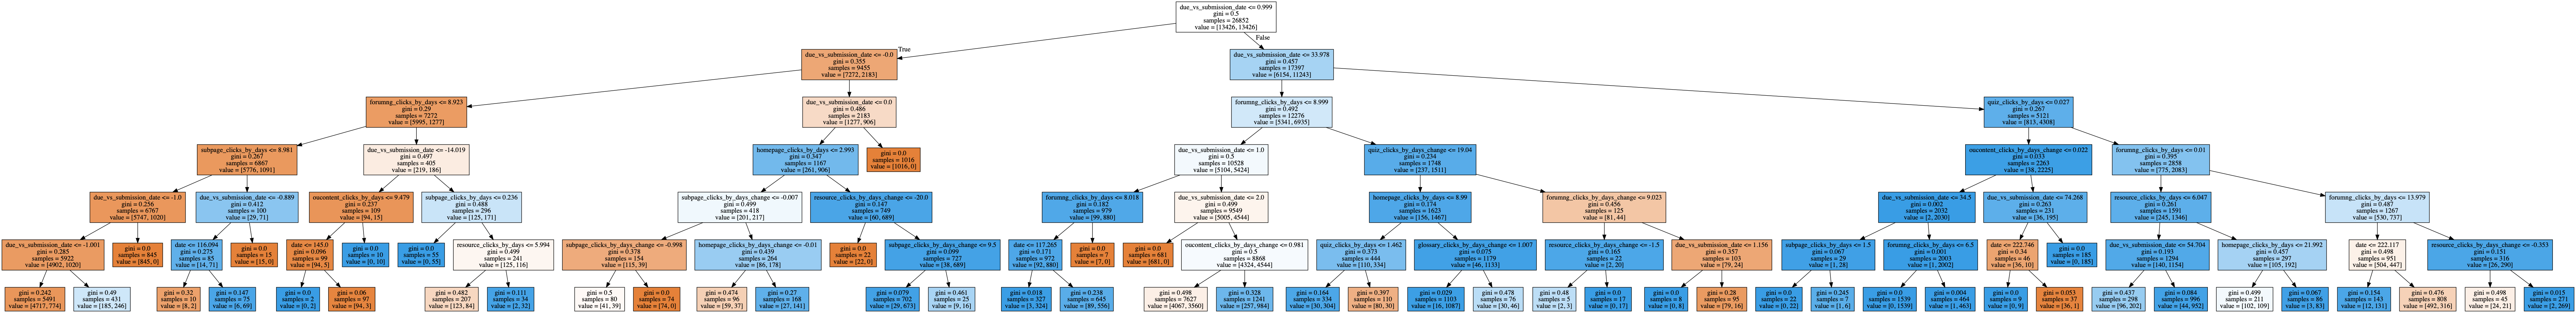 due_vs_submission_date <= 0.999
gini = 0.5
samples = 26852
value = [13426, 13426]
True
False
due_vs_submission_date <= -0.0
gini = 0.355
samples = 9455
value = [7272, 2183]
due_vs_submission_date <= 33.978
gini = 0.457
samples = 17397
value = [6154, 11243]
forumng_clicks_by_days <= 8.923
gini = 0.29
samples = 7272
value = [5995, 1277]
due_vs_submission_date <= 0.0
gini = 0.486
samples = 2183
value = [1277, 906]
forumng_clicks_by_days <= 8.999
gini = 0.492
samples = 12276
value = [5341, 6935]
quiz_clicks_by_days <= 0.027
gini = 0.267
samples = 5121
value = [813, 4308]
subpage_clicks_by_days <= 8.981
gini = 0.267
samples = 6867
value = [5776, 1091]
due_vs_submission_date <= -14.019
gini = 0.497
samples = 405
value = [219, 186]
homepage_clicks_by_days <= 2.993
gini = 0.347
samples = 1167
value = [261, 906]
gini = 0.0
samples = 1016
value = [1016, 0]
due_vs_submission_date <= 1.0
gini = 0.5
samples = 10528
value = [5104, 5424]
quiz_clicks_by_days_change <= 19.04
gini = 0.234
samples = 1748
value = [237, 1511]
oucontent_clicks_by_days_change <= 0.022
gini = 0.033
samples = 2263
value = [38, 2225]
forumng_clicks_by_days <= 0.01
gini = 0.395
samples = 2858
value = [775, 2083]
due_vs_submission_date <= -1.0
gini = 0.256
samples = 6767
value = [5747, 1020]
due_vs_submission_date <= -0.889
gini = 0.412
samples = 100
value = [29, 71]
oucontent_clicks_by_days <= 9.479
gini = 0.237
samples = 109
value = [94, 15]
subpage_clicks_by_days <= 0.236
gini = 0.488
samples = 296
value = [125, 171]
subpage_clicks_by_days_change <= -0.007
gini = 0.499
samples = 418
value = [201, 217]
resource_clicks_by_days_change <= -20.0
gini = 0.147
samples = 749
value = [60, 689]
forumng_clicks_by_days <= 8.018
gini = 0.182
samples = 979
value = [99, 880]
due_vs_submission_date <= 2.0
gini = 0.499
samples = 9549
value = [5005, 4544]
homepage_clicks_by_days <= 8.99
gini = 0.174
samples = 1623
value = [156, 1467]
forumng_clicks_by_days_change <= 9.023
gini = 0.456
samples = 125
value = [81, 44]
due_vs_submission_date <= 34.5
gini = 0.002
samples = 2032
value = [2, 2030]
due_vs_submission_date <= 74.268
gini = 0.263
samples = 231
value = [36, 195]
resource_clicks_by_days <= 6.047
gini = 0.261
samples = 1591
value = [245, 1346]
forumng_clicks_by_days <= 13.979
gini = 0.487
samples = 1267
value = [530, 737]
due_vs_submission_date <= -1.001
gini = 0.285
samples = 5922
value = [4902, 1020]
gini = 0.0
samples = 845
value = [845, 0]
date <= 116.094
gini = 0.275
samples = 85
value = [14, 71]
gini = 0.0
samples = 15
value = [15, 0]
date <= 145.0
gini = 0.096
samples = 99
value = [94, 5]
gini = 0.0
samples = 10
value = [0, 10]
gini = 0.0
samples = 55
value = [0, 55]
resource_clicks_by_days <= 5.994
gini = 0.499
samples = 241
value = [125, 116]
subpage_clicks_by_days_change <= -0.998
gini = 0.378
samples = 154
value = [115, 39]
homepage_clicks_by_days_change <= -0.01
gini = 0.439
samples = 264
value = [86, 178]
gini = 0.0
samples = 22
value = [22, 0]
subpage_clicks_by_days_change <= 9.5
gini = 0.099
samples = 727
value = [38, 689]
date <= 117.265
gini = 0.171
samples = 972
value = [92, 880]
gini = 0.0
samples = 7
value = [7, 0]
gini = 0.0
samples = 681
value = [681, 0]
oucontent_clicks_by_days_change <= 0.981
gini = 0.5
samples = 8868
value = [4324, 4544]
quiz_clicks_by_days <= 1.462
gini = 0.373
samples = 444
value = [110, 334]
glossary_clicks_by_days_change <= 1.007
gini = 0.075
samples = 1179
value = [46, 1133]
resource_clicks_by_days_change <= -1.5
gini = 0.165
samples = 22
value = [2, 20]
due_vs_submission_date <= 1.156
gini = 0.357
samples = 103
value = [79, 24]
subpage_clicks_by_days <= 1.5
gini = 0.067
samples = 29
value = [1, 28]
forumng_clicks_by_days <= 6.5
gini = 0.001
samples = 2003
value = [1, 2002]
date <= 222.746
gini = 0.34
samples = 46
value = [36, 10]
gini = 0.0
samples = 185
value = [0, 185]
due_vs_submission_date <= 54.704
gini = 0.193
samples = 1294
value = [140, 1154]
homepage_clicks_by_days <= 21.992
gini = 0.457
samples = 297
value = [105, 192]
date <= 222.117
gini = 0.498
samples = 951
value = [504, 447]
resource_clicks_by_days_change <= -0.353
gini = 0.151
samples = 316
value = [26, 290]
gini = 0.242
samples = 5491
value = [4717, 774]
gini = 0.49
samples = 431
value = [185, 246]
gini = 0.32
samples = 10
value = [8, 2]
gini = 0.147
samples = 75
value = [6, 69]
gini = 0.0
samples = 2
value = [0, 2]
gini = 0.06
samples = 97
value = [94, 3]
gini = 0.482
samples = 207
value = [123, 84]
gini = 0.111
samples = 34
value = [2, 32]
gini = 0.5
samples = 80
value = [41, 39]
gini = 0.0
samples = 74
value = [74, 0]
gini = 0.474
samples = 96
value = [59, 37]
gini = 0.27
samples = 168
value = [27, 141]
gini = 0.079
samples = 702
value = [29, 673]
gini = 0.461
samples = 25
value = [9, 16]
gini = 0.018
samples = 327
value = [3, 324]
gini = 0.238
samples = 645
value = [89, 556]
gini = 0.498
samples = 7627
value = [4067, 3560]
gini = 0.328
samples = 1241
value = [257, 984]
gini = 0.164
samples = 334
value = [30, 304]
gini = 0.397
samples = 110
value = [80, 30]
gini = 0.029
samples = 1103
value = [16, 1087]
gini = 0.478
samples = 76
value = [30, 46]
gini = 0.48
samples = 5
value = [2, 3]
gini = 0.0
samples = 17
value = [0, 17]
gini = 0.0
samples = 8
value = [0, 8]
gini = 0.28
samples = 95
value = [79, 16]
gini = 0.0
samples = 22
value = [0, 22]
gini = 0.245
samples = 7
value = [1, 6]
gini = 0.0
samples = 1539
value = [0, 1539]
gini = 0.004
samples = 464
value = [1, 463]
gini = 0.0
samples = 9
value = [0, 9]
gini = 0.053
samples = 37
value = [36, 1]
gini = 0.437
samples = 298
value = [96, 202]
gini = 0.084
samples = 996
value = [44, 952]
gini = 0.499
samples = 211
value = [102, 109]
gini = 0.067
samples = 86
value = [3, 83]
gini = 0.154
samples = 143
value = [12, 131]
gini = 0.476
samples = 808
value = [492, 316]
gini = 0.498
samples = 45
value = [24, 21]
gini = 0.015
samples = 271
value = [2, 269]